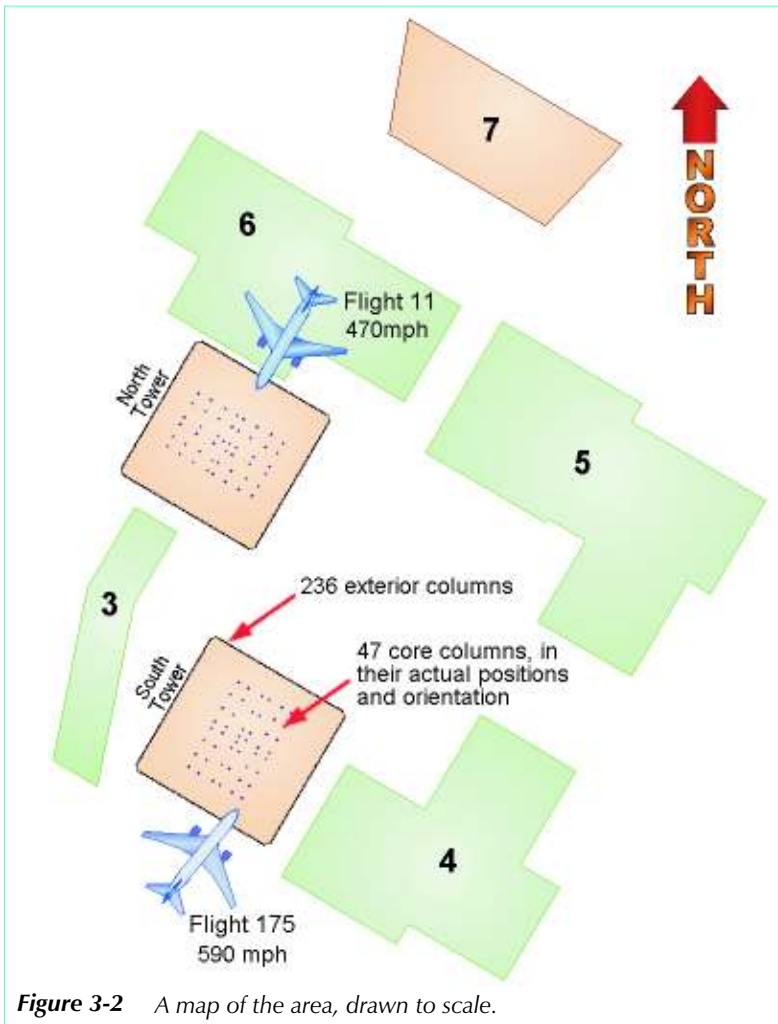 7
NORTH
6
Flight 11
470mph
North
Tower
5
3
236 exterior columns
47 core columns, in
their actual positions
and orientation
South
Tower
4
Flight 175
590 mph
Figure 3-2 A map of the area, drawn to scale.